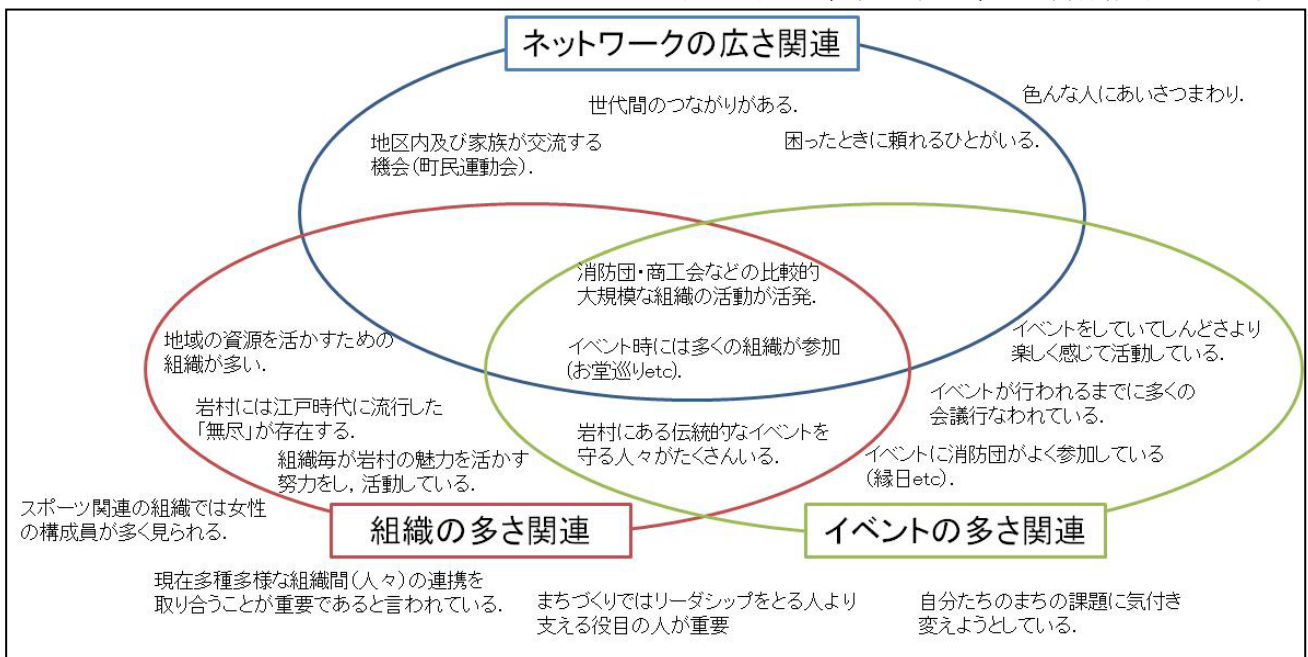 ネットワークの広さ関連
世代間のつながりがある.
色んな人にあいさつまわり.
地区内及び家族が交流する
機会(町民運動会).
困ったときに頼れるひとがいる.
消防団・商工会などの比較的
大規模な組織の活動が活発.
地域の資源を活かすための
組織が多い.
イベント時には多くの組織が参加
(お堂巡りetc).
イベントをしていてしんどさより
楽しく感じて活動している.
岩村には江戸時代に流行した
「無尽」が存在する.
岩村にある伝統的なイベントを
守る人々がたくさんいる.
イベントが行われるまでに多くの
会議行なわれている.
組織毎が岩村の魅力を活かす
努力をし, 活動している.
イベントに消防団がよく参加している
(縁日etc).
スポーツ関連の組織では女性
の構成員が多く見られる.
組織の多さ関連
イベントの多さ関連
現在多種多様な組織間(人々)の連携を
取り合うことが重要であると言われている.
まちづくりではリーダシップをとる人より
支える役目の人が重要
自分たちのまちの課題に気付き
変えようとしている.